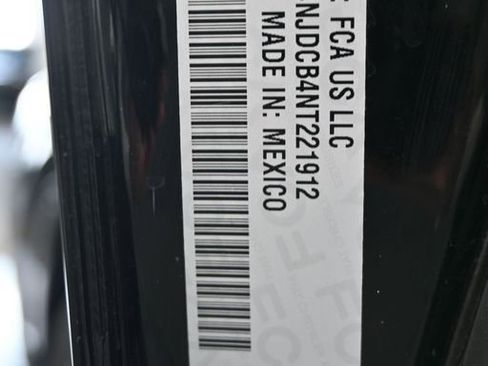 : FCA US LLC
NJDCB4NT221912
MADE IN: MEXICO